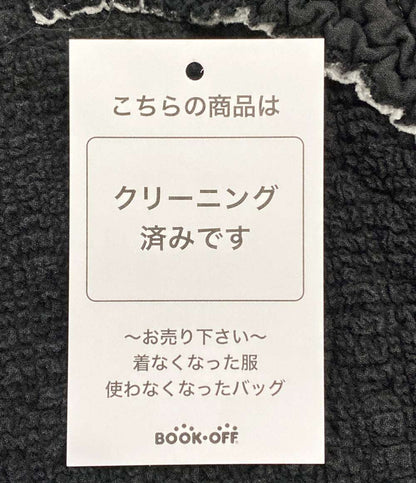 こちらの商品は
クリーニング
済みです
〜お売り下さい〜
着なくなった服
使わなくなったバッグ
BOOK・OFF